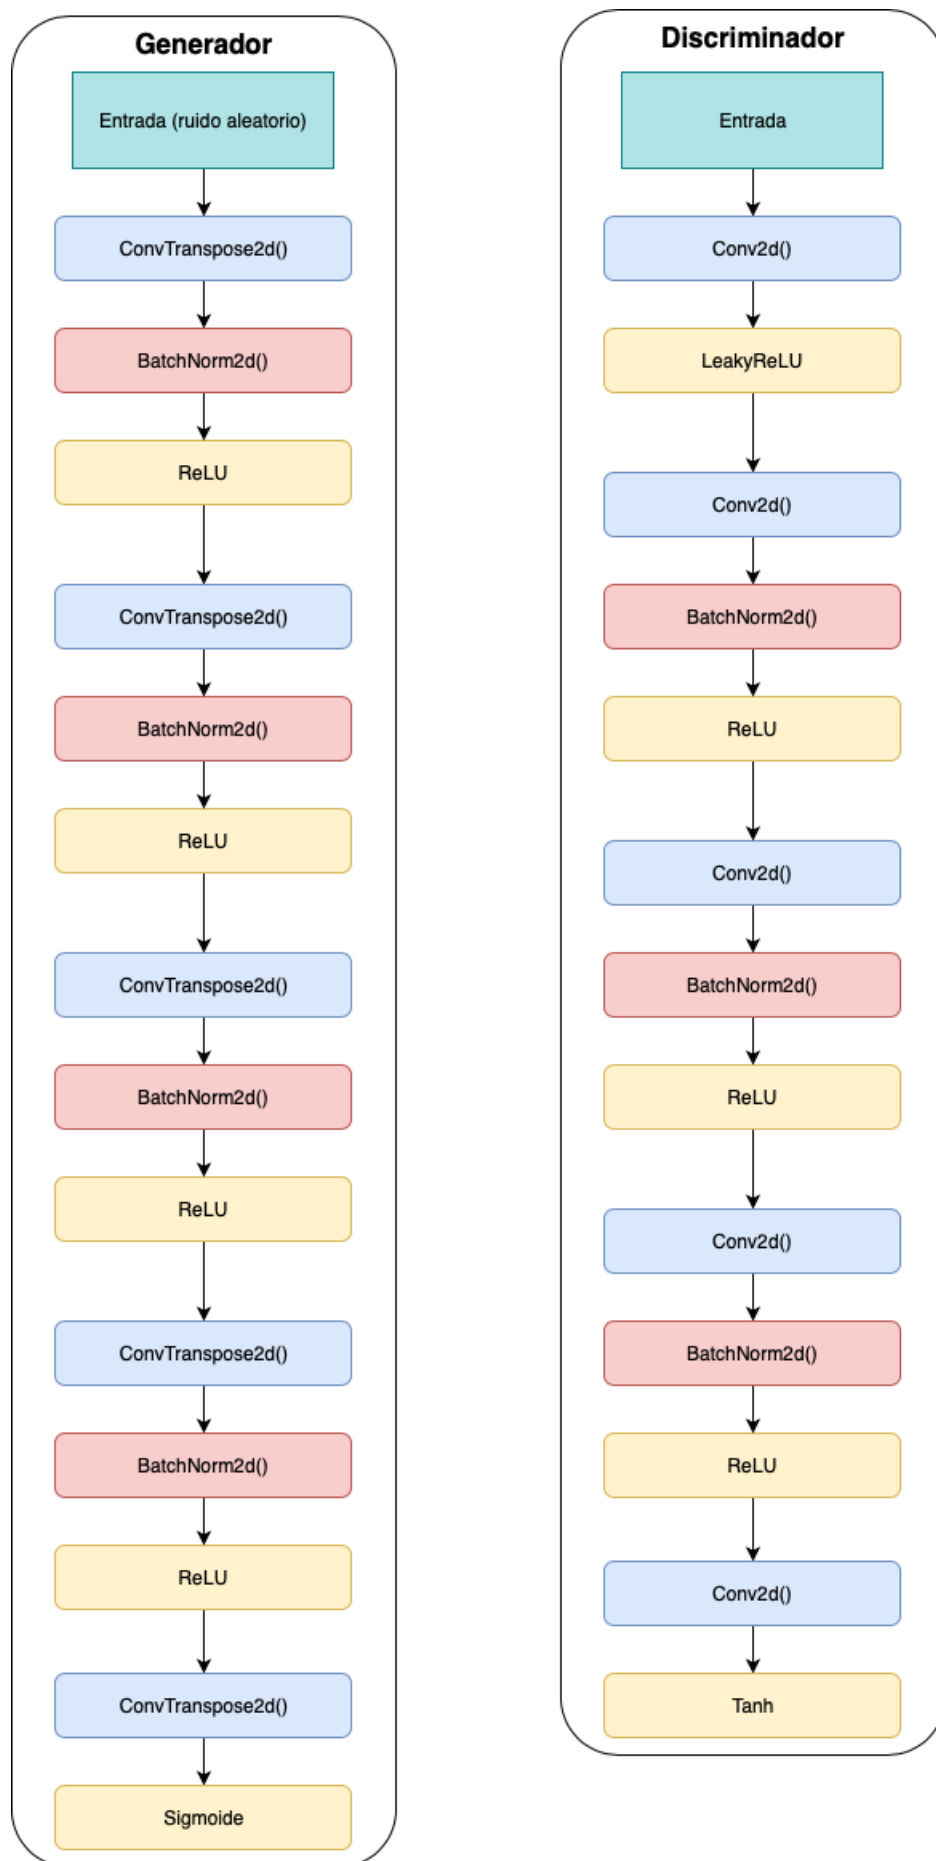 Generador
Entrada (ruido aleatorio)
ConvTranspose2d()
BatchNorm2d()
ReLU
ConvTranspose2d()
BatchNorm2d()
ReLU
ConvTranspose2d()
BatchNorm2d()
ReLU
ConvTranspose2d()
BatchNorm2d()
ReLU
ConvTranspose2d()
Sigmoide
Discriminador
Entrada
Conv2d()
LeakyReLU
Conv2d()
BatchNorm2d()
ReLU
Conv2d()
BatchNorm2d()
ReLU
Conv2d()
BatchNorm2d()
ReLU
Conv2d()
Tanh